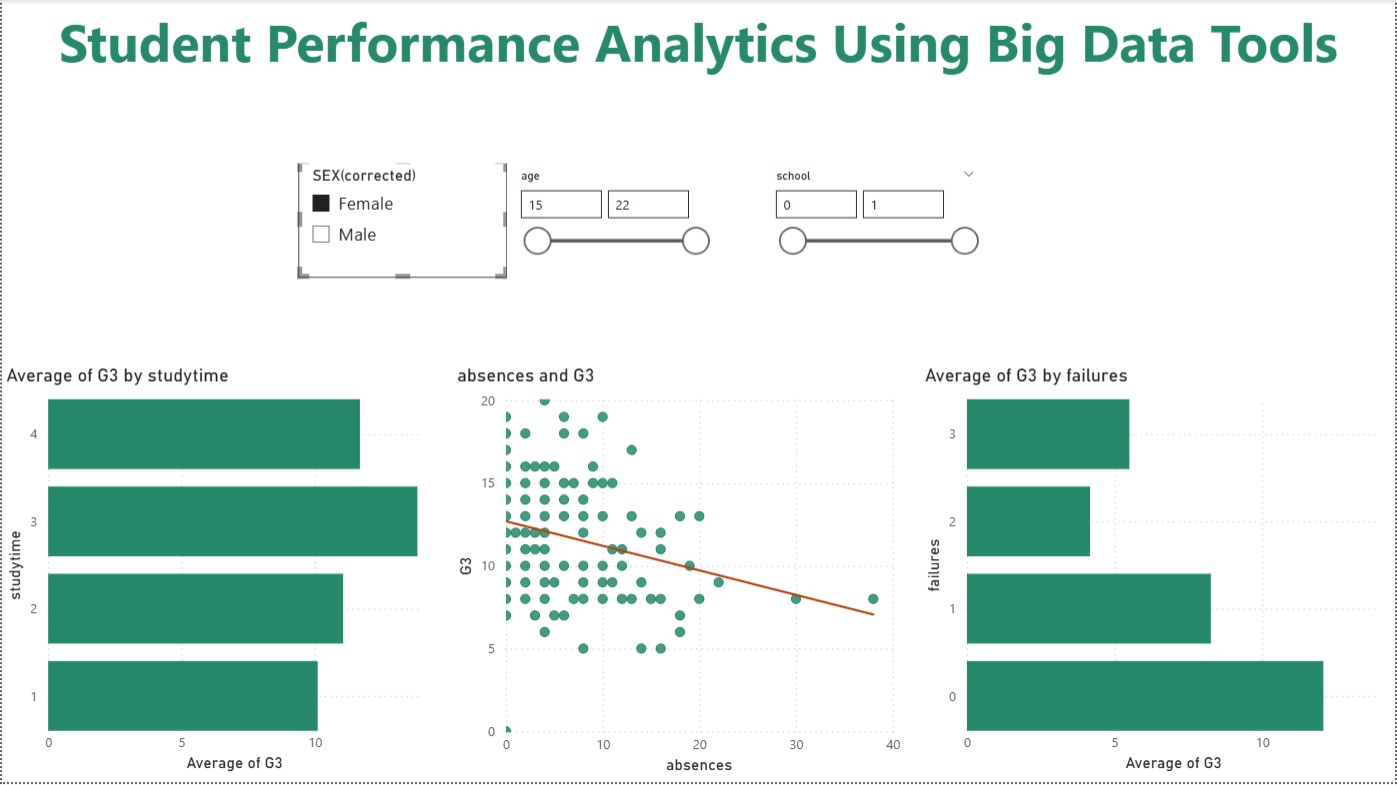 Student Performance Analytics Using Big Data Tools
SEX(corrected)
Female
Male
age
15 22
school
0 1
Average of G3 by studytime
4
3
2
1
studytime
0 5 10
Average of G3
absences and G3
20
15
10
5
0
G3
0 10 20 30 40
absences
Average of G3 by failures
3
2
1
0
failures
0 5 10
Average of G3